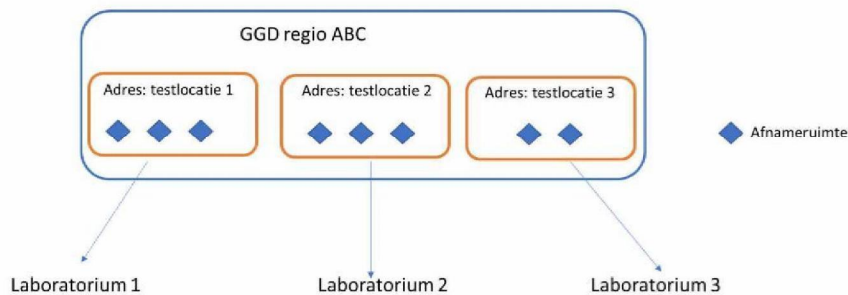 GGD regio ABC
Adres: testlocatie 1
Adres: testlocatie 2
Adres: testlocatie 3
Afnameruimte
Laboratorium 1
Laboratorium 2
Laboratorium 3